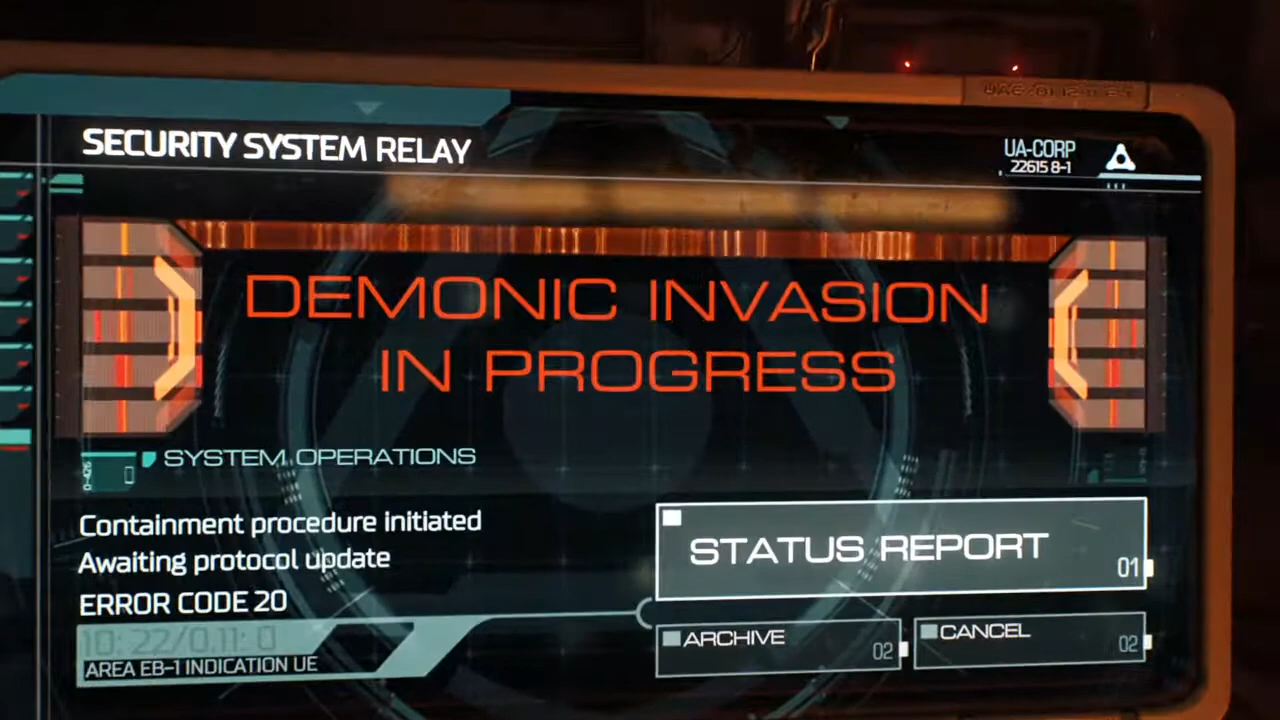 SECURITY SYSTEM RELAY
UA-CORP
22615 8-1
DEMONIC INVASION
IN PROGRESS
SYSTEM OPERATIONS
Containment procedure initiated
Awaiting protocol update
ERROR CODE 20
AREA EB-1 INDICATION UE
STATUS REPORT
01
ARCHIVE
02
CANCEL
02